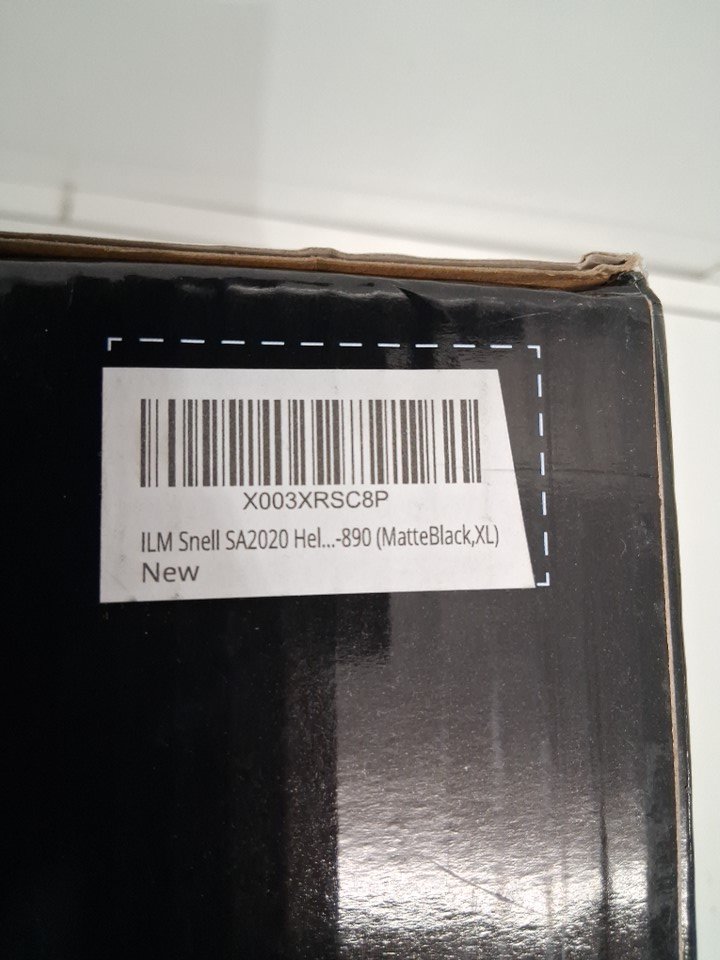 X003XRSC8P
ILM Snell SA2020 Hel...-890 (MatteBlack,XL)
New